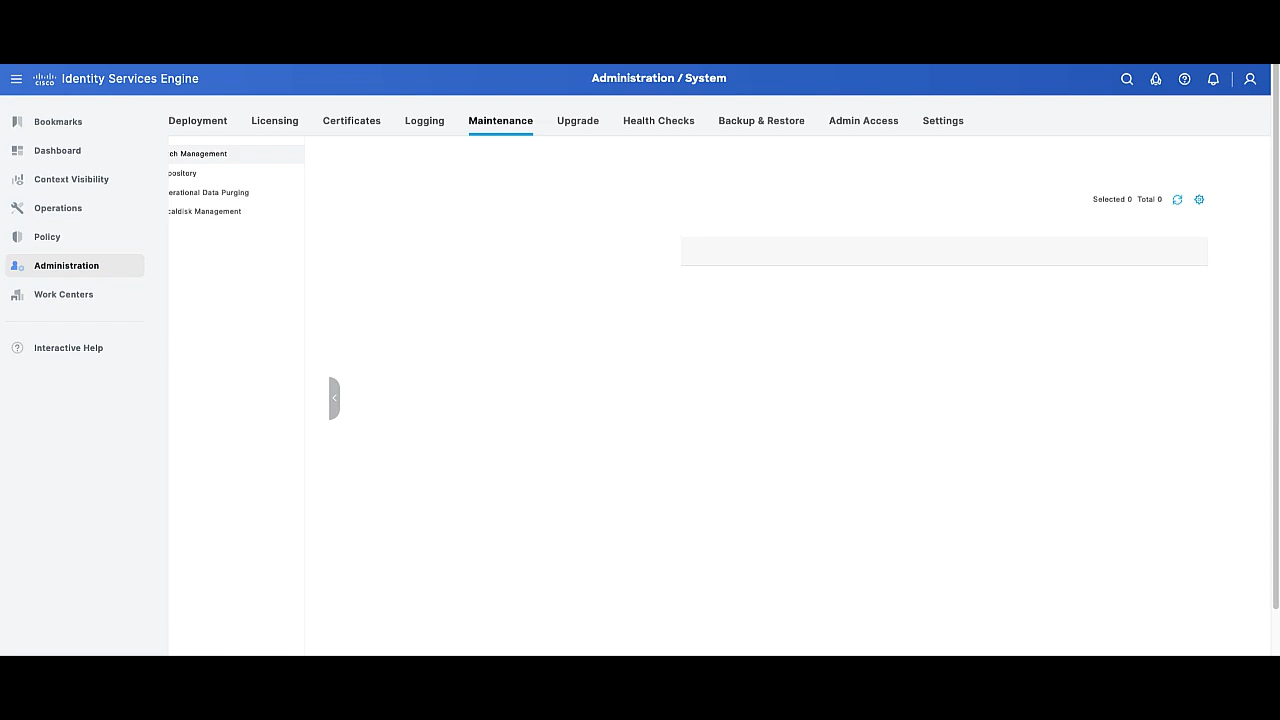 cisco Identity Services Engine
Administration / System
Bookmarks
Dashboard
Context Visibility
Operations
Policy
Administration
Work Centers
Interactive Help
Deployment Licensing Certificates Logging Maintenance Upgrade Health Checks Backup & Restore Admin Access Settings
ch Management
pository
erational Data Purging
caldisk Management
Selected 0 Total 0